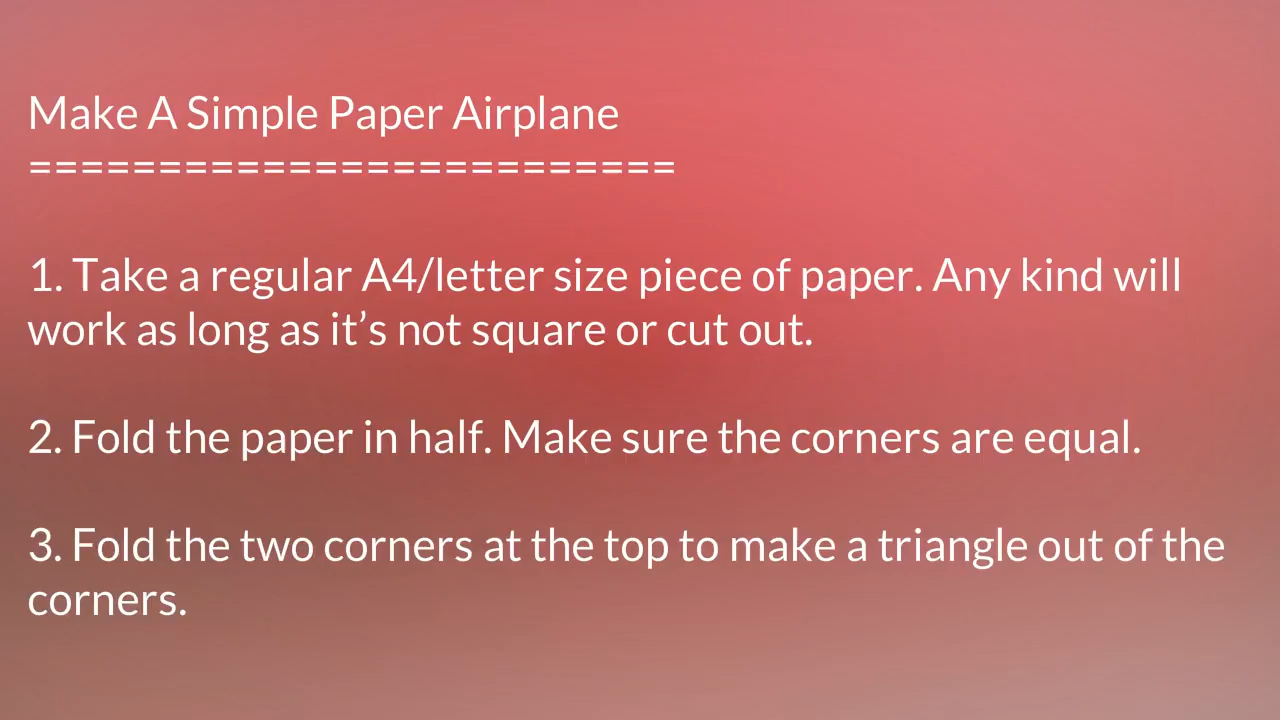 Make A Simple Paper Airplane
=========================
1. Take a regular A4/letter size piece of paper. Any kind will
work as long as it’s not square or cut out.
2. Fold the paper in half. Make sure the corners are equal.
3. Fold the two corners at the top to make a triangle out of the
corners.